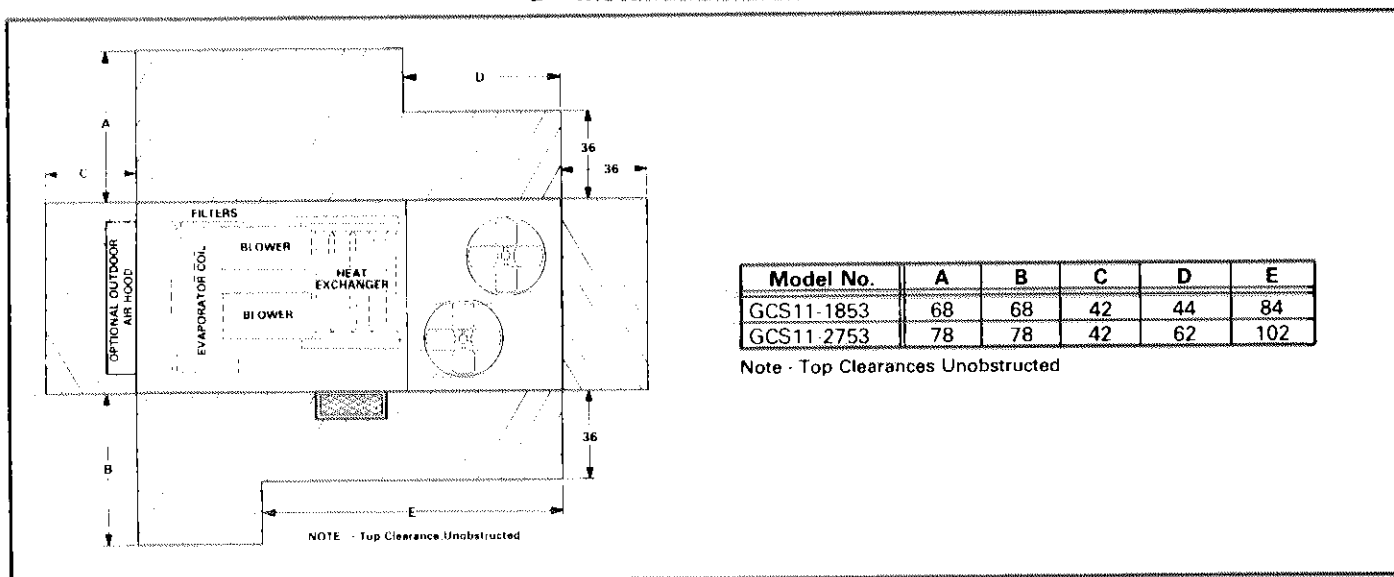 D
A
36
36
C
FILTERS
BLOWER
OPTIONAL OUTDOOR
AIR HOOD
EVAPORATOR COIL
HEAT
EXCHANGER
BLOWER
36
B
E
NOTE - Top Clearance Unobstructed
Model No. A B C D E
GCS11-1853 68 68 42 44 84
GCS11-2753 78 78 42 62 102
Note - Top Clearances Unobstructed